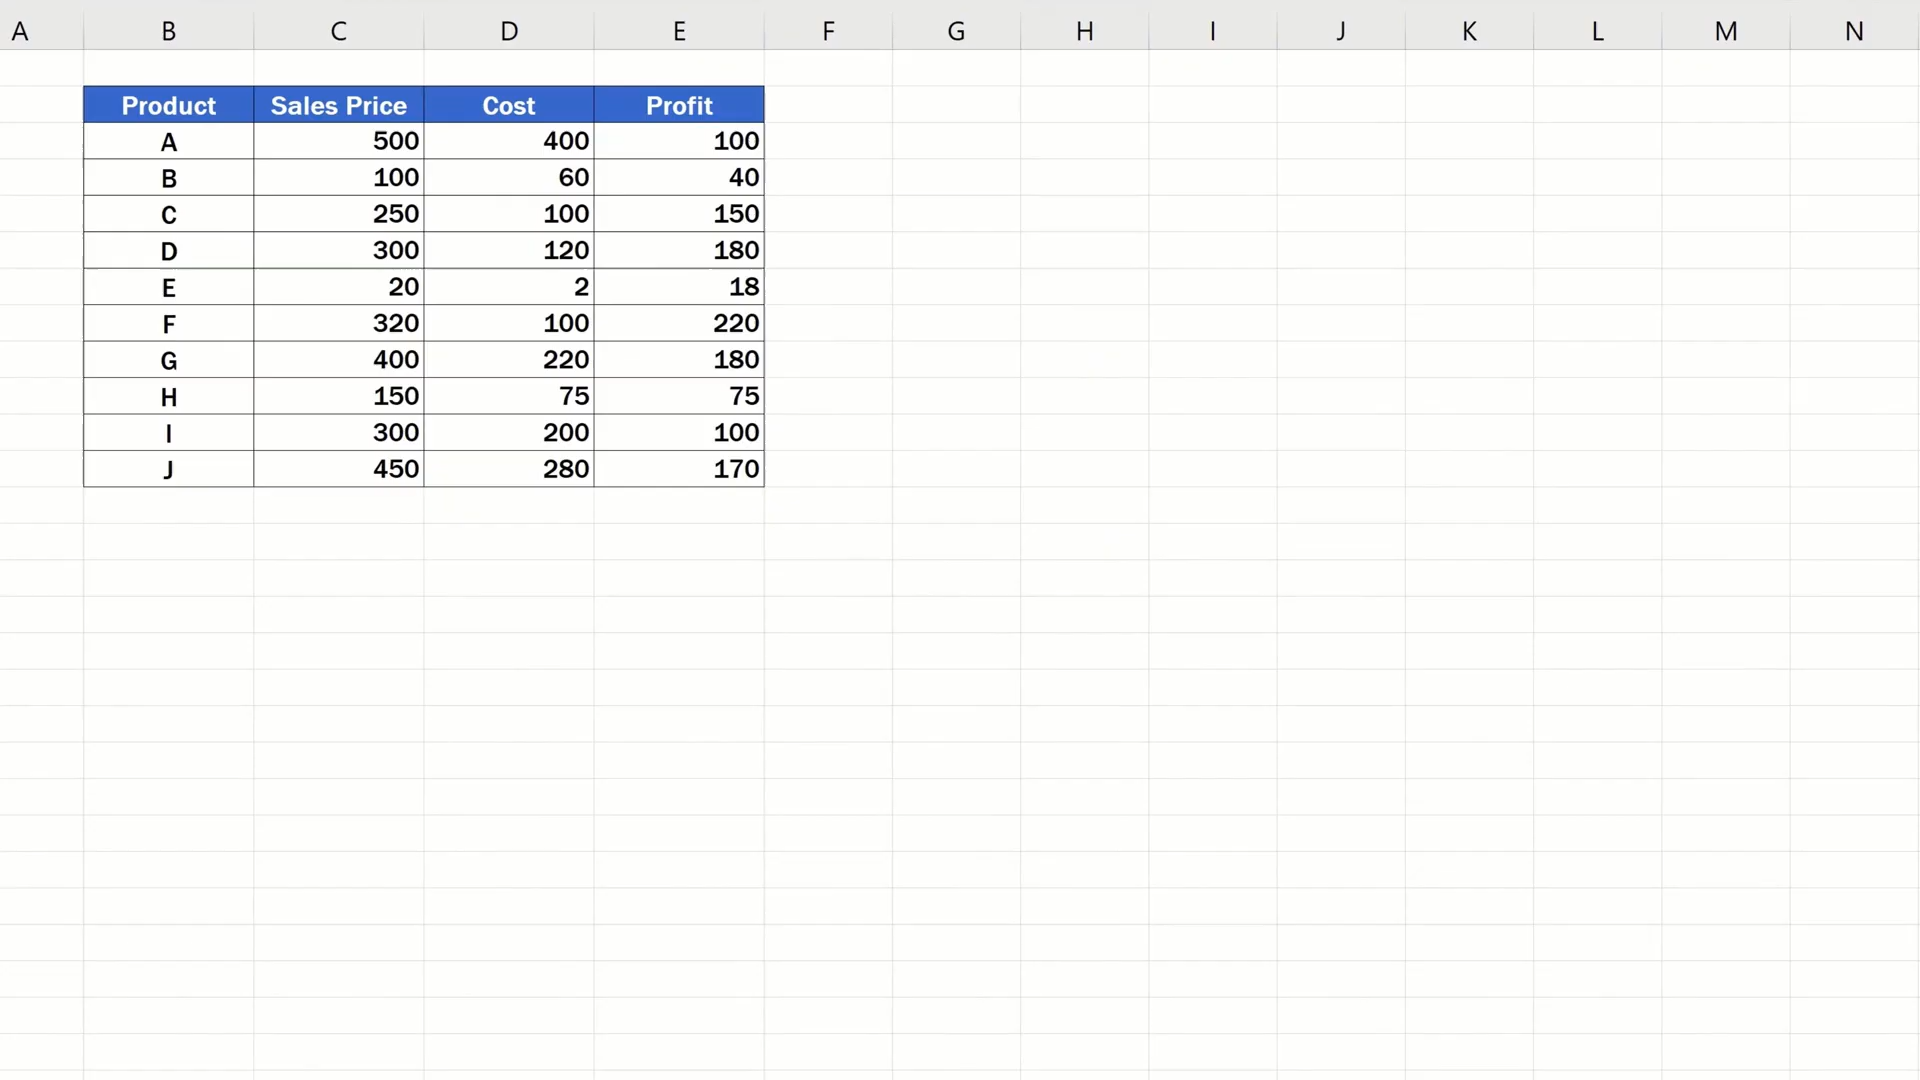 A B C D E F G H I J K L M N
Product Sales Price Cost Profit
A 500 400 100
B 100 60 40
C 250 100 150
D 300 120 180
E 20 2 18
F 320 100 220
G 400 220 180
H 150 75 75
I 300 200 100
J 450 280 170